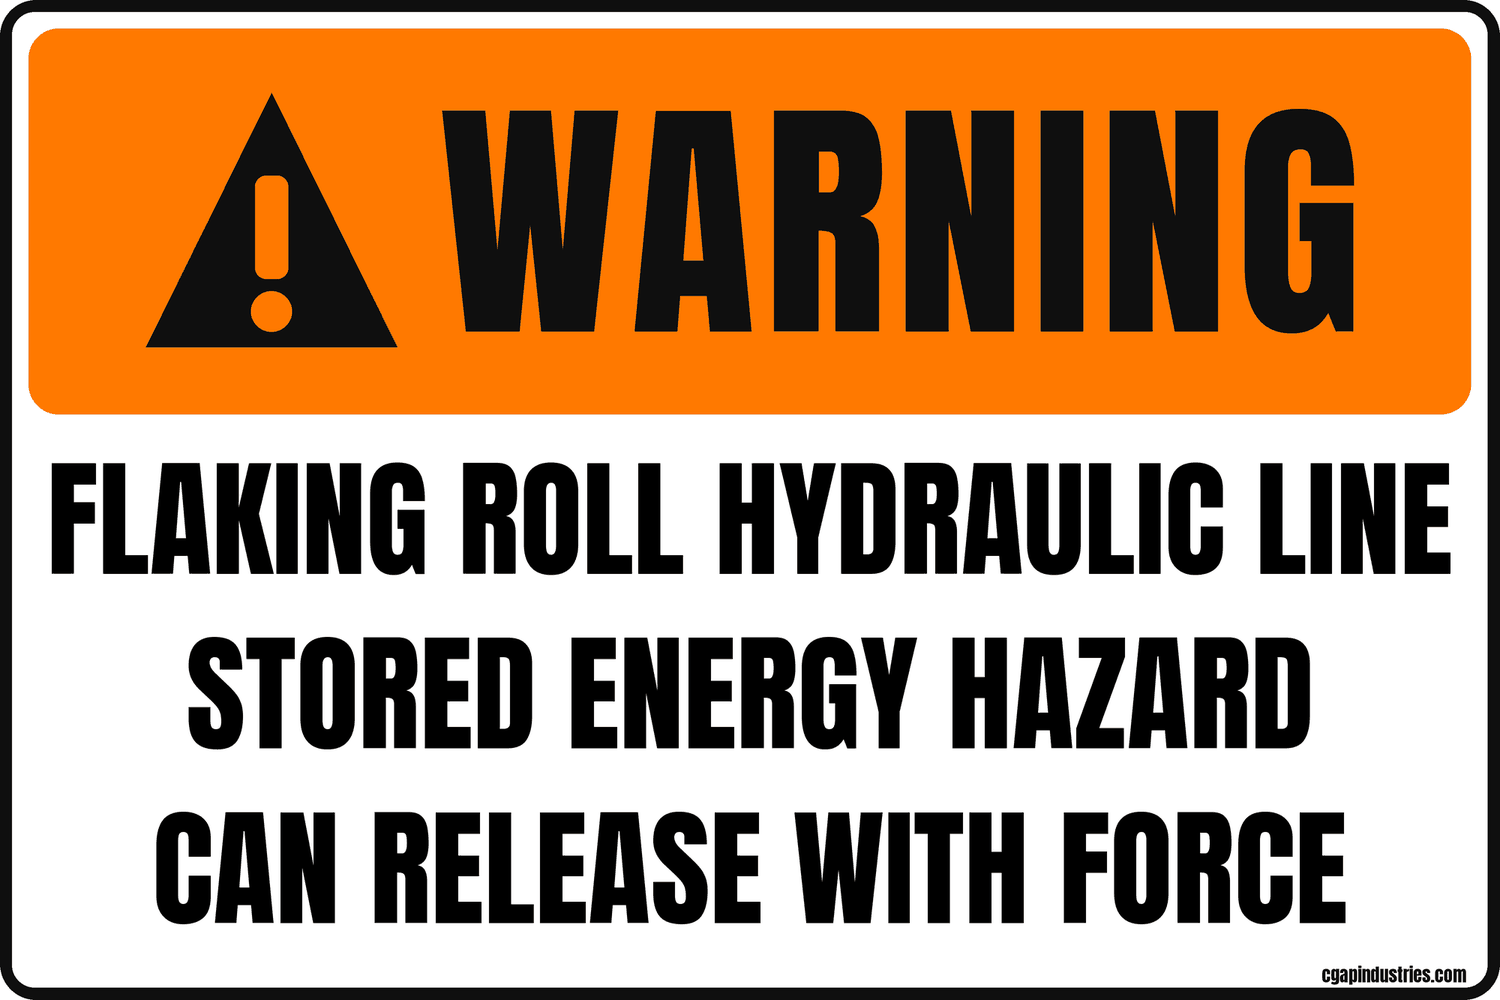 WARNING
FLAKING ROLL HYDRAULIC LINE
STORED ENERGY HAZARD
CAN RELEASE WITH FORCE
cgapindustries.com